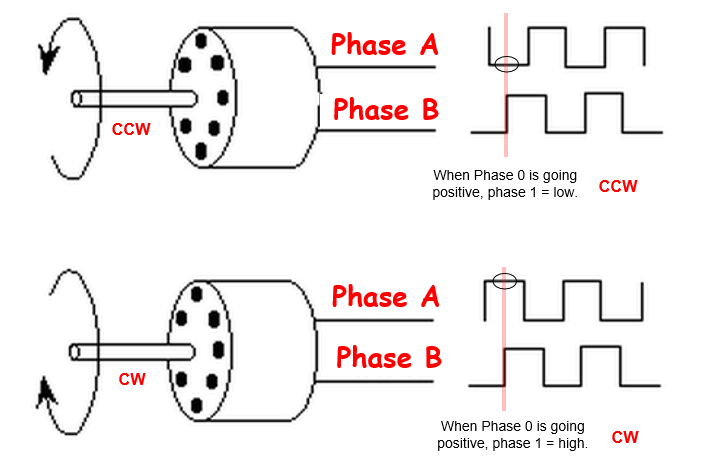 Phase A
CCW
Phase B
When Phase 0 is going
positive, phase 1 = low.
CCW
Phase A
CW
Phase B
When Phase 0 is going
positive, phase 1 = high.
CW